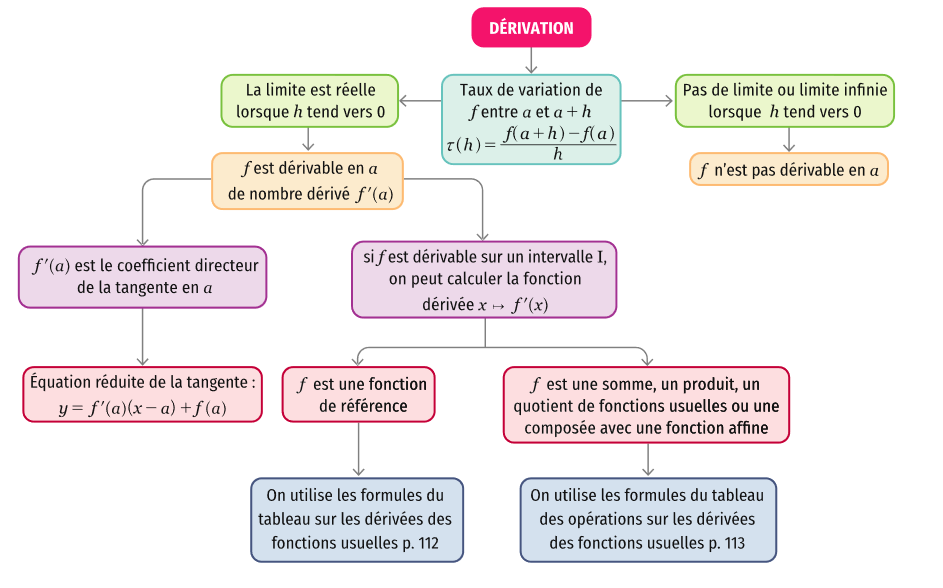 DÉRIVATION
La limite est réelle
lorsque h tend vers 0
Taux de variation de
f entre a et a + h
τ(h) = f(a + h) − f(a) / h
Pas de limite ou limite infinie
lorsque h tend vers 0
f est dérivable en a
de nombre dérivé f′(a)
f n'est pas dérivable en a
f′(a) est le coefficient directeur
de la tangente en a
si f est dérivable sur un intervalle I,
on peut calculer la fonction
dérivée x ↦ f′(x)
Équation réduite de la tangente :
y = f′(a)(x − a) + f(a)
f est une fonction
de référence
f est une somme, un produit, un
quotient de fonctions usuelles ou une
composée avec une fonction affine
On utilise les formules du
tableau sur les dérivées des
fonctions usuelles p. 112
On utilise les formules du tableau
des opérations sur les dérivées
des fonctions usuelles p. 113